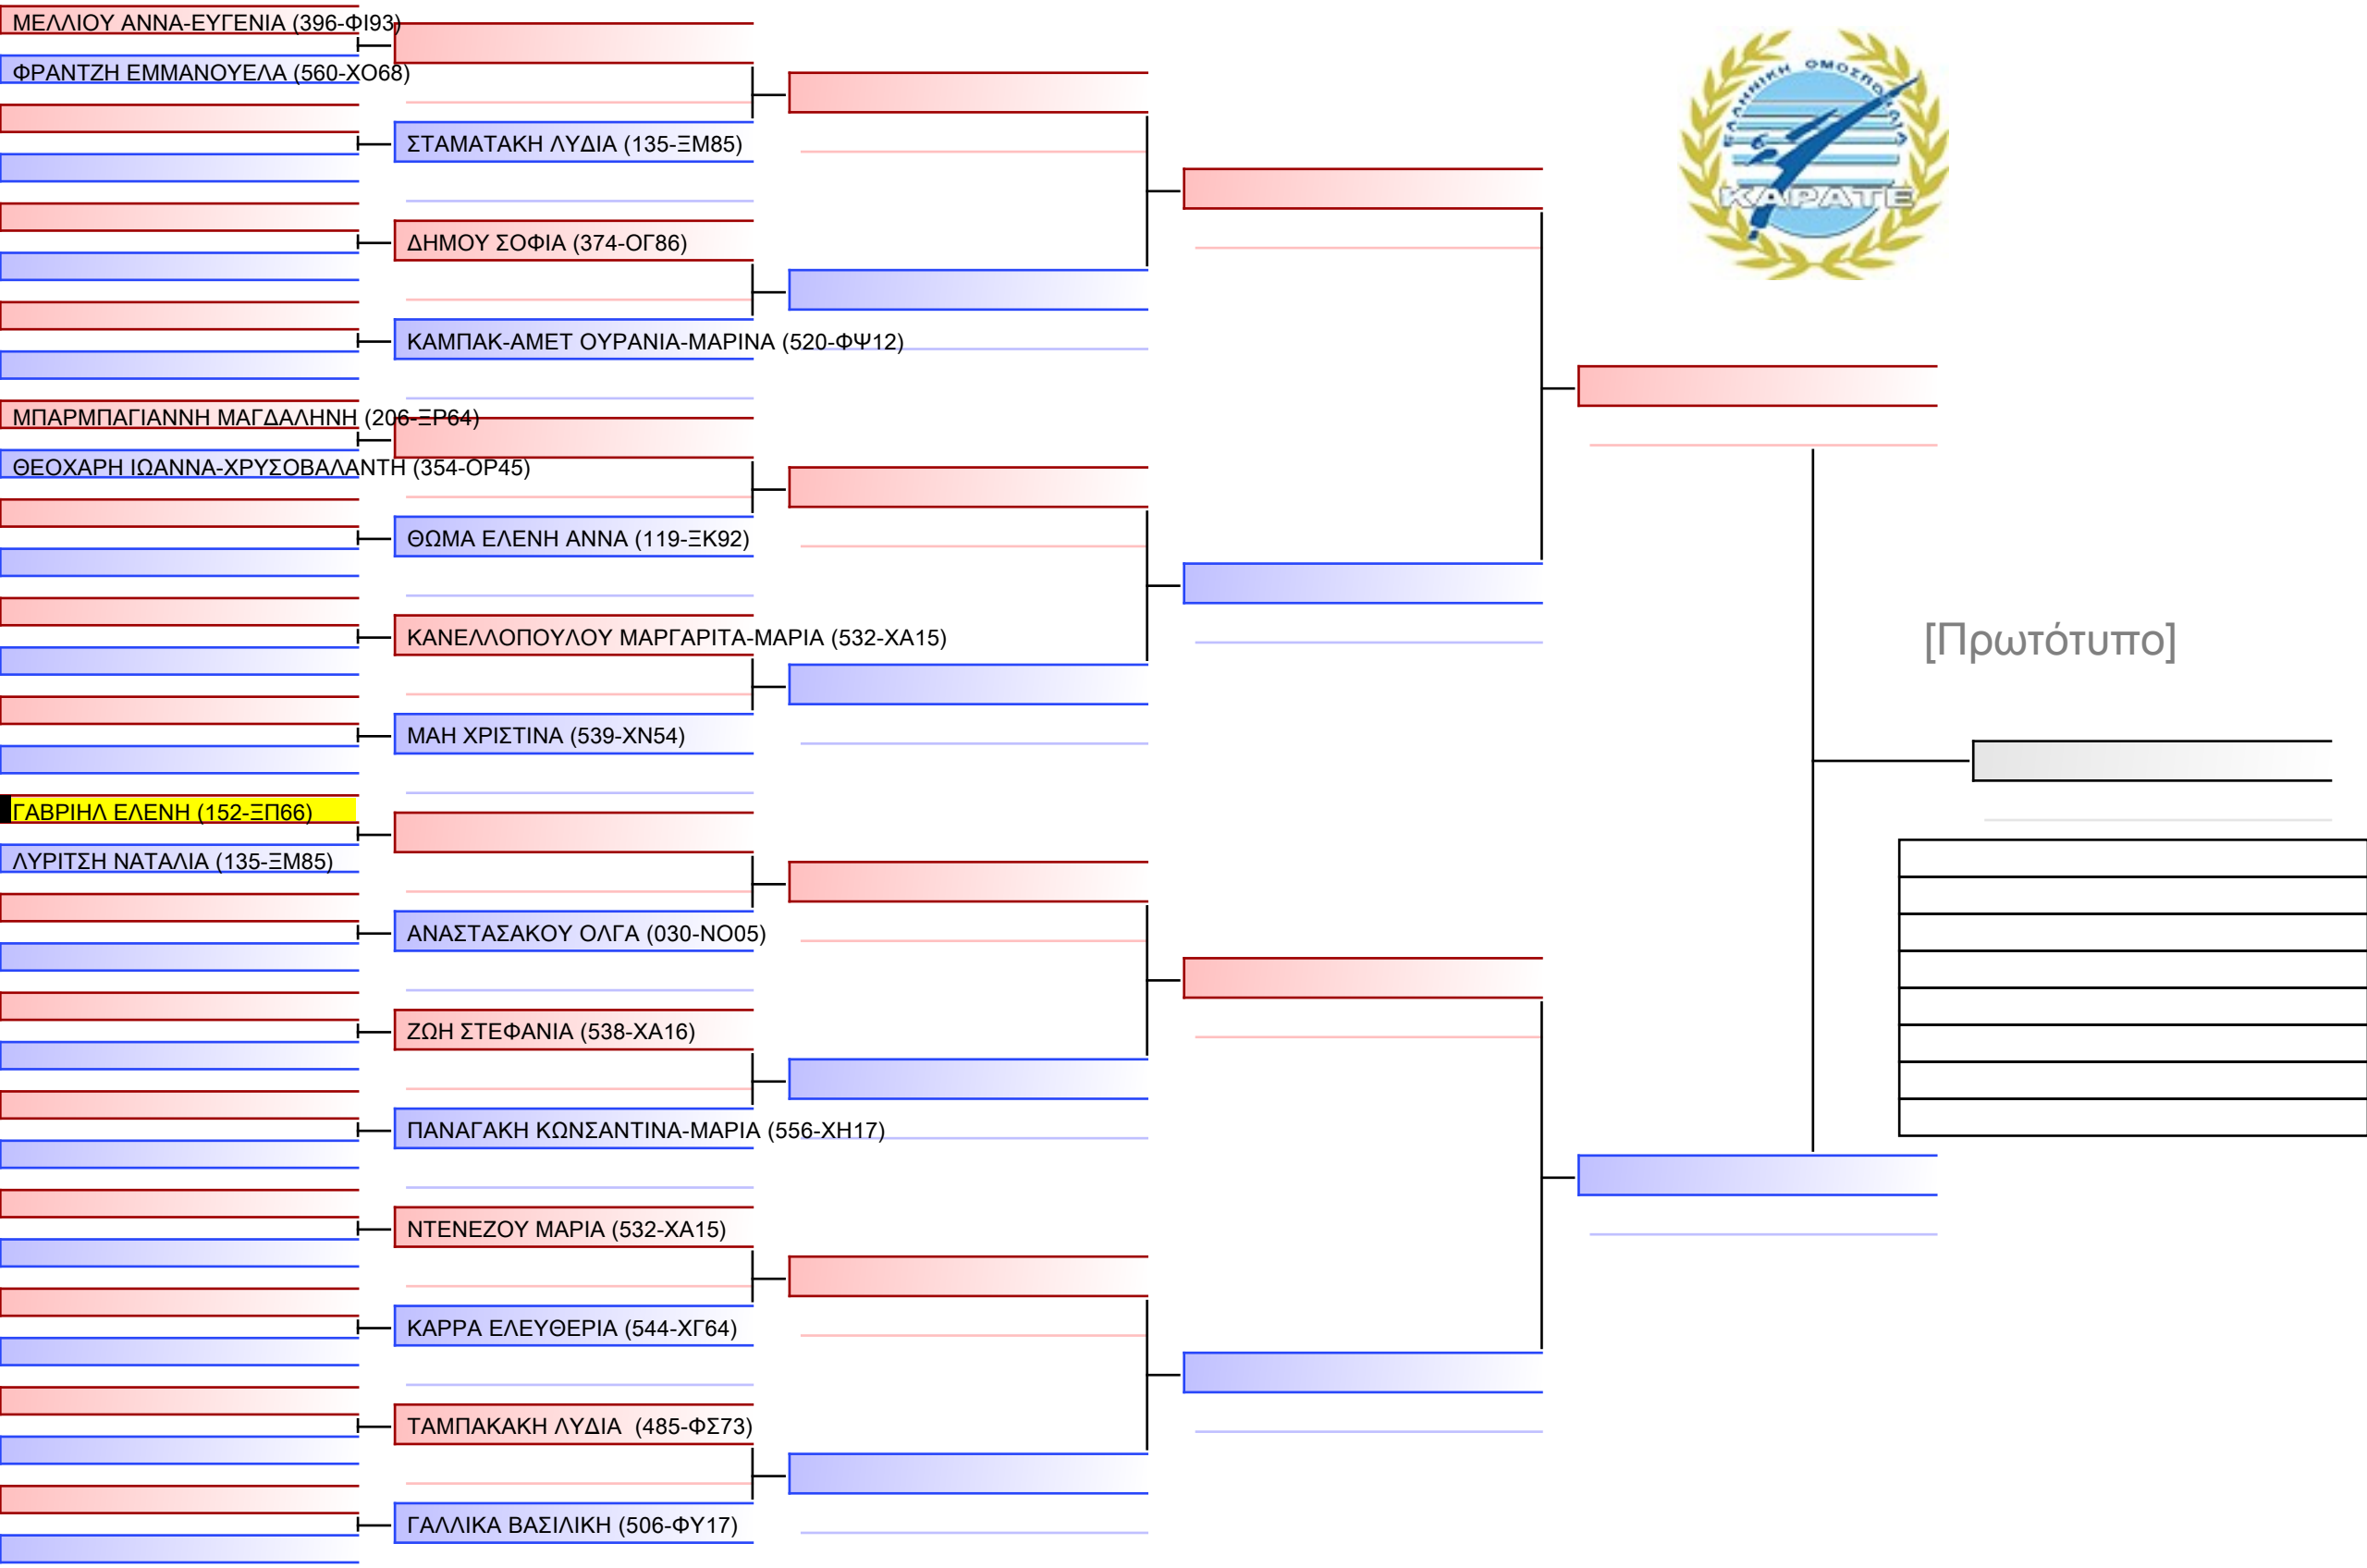 ΜΕΛΛΙΟΥ ΑΝΝΑ-ΕΥΓΕΝΙΑ (396-ΦΙ93)
ΦΡΑΝΤΖΗ ΕΜΜΑΝΟΥΕΛΑ (560-ΧΟ68)
ΣΤΑΜΑΤΑΚΗ ΛΥΔΙΑ (135-ΞΜ85)
ΔΗΜΟΥ ΣΟΦΙΑ (374-ΟΓ86)
ΚΑΜΠΑΚ-ΑΜΕΤ ΟΥΡΑΝΙΑ-ΜΑΡΙΝΑ (520-ΦΨ12)
ΜΠΑΡΜΠΑΓΙΑΝΝΗ ΜΑΓΔΑΛΗΝΗ (206-ΞΡ64)
ΘΕΟΧΑΡΗ ΙΩΑΝΝΑ-ΧΡΥΣΟΒΑΛΑΝΤΗ (354-ΟΡ45)
ΘΩΜΑ ΕΛΕΝΗ ΑΝΝΑ (119-ΞΚ92)
ΚΑΝΕΛΛΟΠΟΥΛΟΥ ΜΑΡΓΑΡΙΤΑ-ΜΑΡΙΑ (532-ΧΑ15)
ΜΑΗ ΧΡΙΣΤΙΝΑ (539-ΧΝ54)
ΓΑΒΡΙΗΛ ΕΛΕΝΗ (152-ΞΠ66)
ΛΥΡΙΤΣΗ ΝΑΤΑΛΙΑ (135-ΞΜ85)
ΑΝΑΣΤΑΣΑΚΟΥ ΟΛΓΑ (030-ΝΟ05)
ΖΩΗ ΣΤΕΦΑΝΙΑ (538-ΧΑ16)
ΠΑΝΑΓΑΚΗ ΚΩΝΣΑΝΤΙΝΑ-ΜΑΡΙΑ (556-ΧΗ17)
ΝΤΕΝΕΖΟΥ ΜΑΡΙΑ (532-ΧΑ15)
ΚΑΡΡΑ ΕΛΕΥΘΕΡΙΑ (544-ΧΓ64)
ΤΑΜΠΑΚΑΚΗ ΛΥΔΙΑ (485-ΦΣ73)
ΓΑΛΛΙΚΑ ΒΑΣΙΛΙΚΗ (506-ΦΥ17)
ΕΛΛΗΝΙΚΗ ΟΜΟΣΠΟΝΔΙΑ
ΚΑΡΑΤΕ
[Πρωτότυπο]